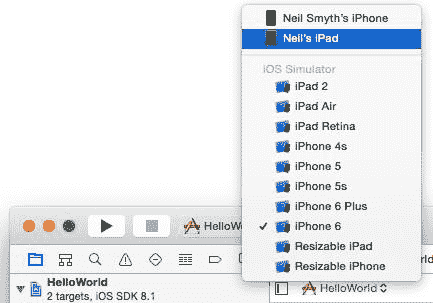 Neil Smyth's iPhone
Neil's iPad
iOS Simulator
iPad 2
iPad Air
iPad Retina
iPhone 4s
iPhone 5
iPhone 5s
iPhone 6 Plus
✓ iPhone 6
Resizable iPad
Resizable iPhone
HelloWorld
2 targets, iOS SDK 8.1
HelloWorld